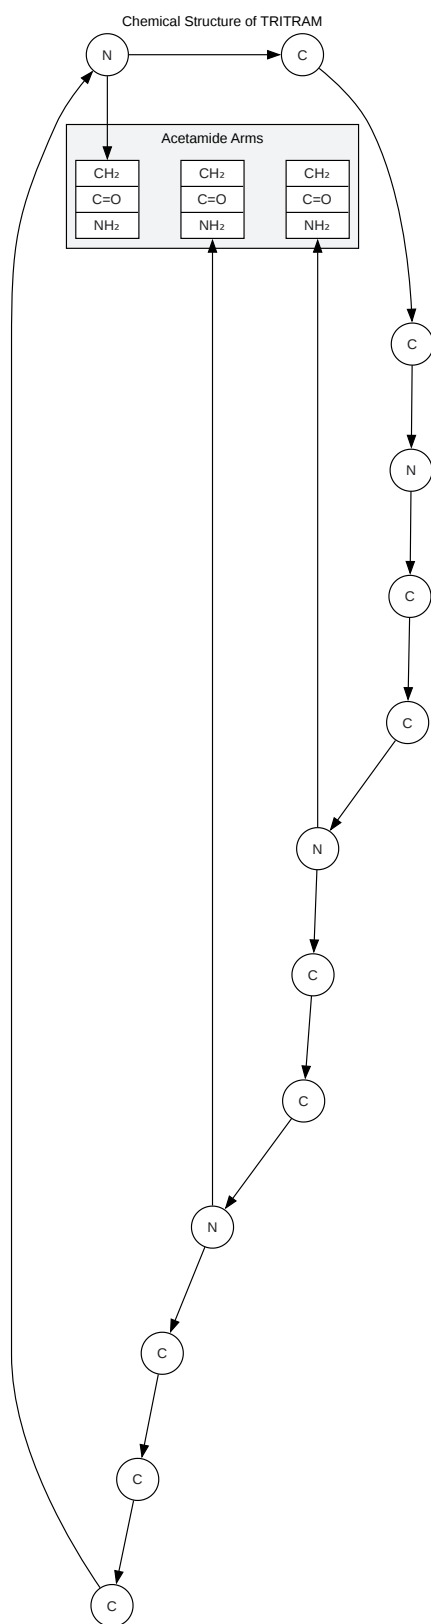 Chemical Structure of TRITRAM
N
C
Acetamide Arms
CH₂
CH₂
CH₂
C=O
C=O
C=O
NH₂
NH₂
NH₂
C
N
C
C
N
C
C
N
C
C
C